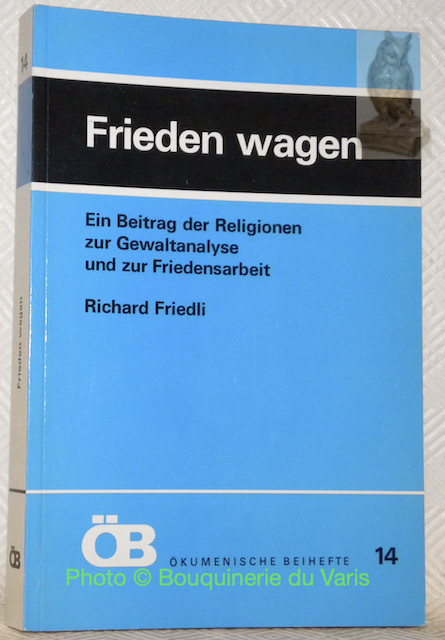 14
Frieden wagen
Ein Beitrag der Religionen
zur Gewaltanalyse
und zur Friedensarbeit
Richard Friedli
Frieden wagen
ÖB
ÖB
ÖKUMENISCHE BEIHEFTE 14
Photo © Bouquinerie du Varis